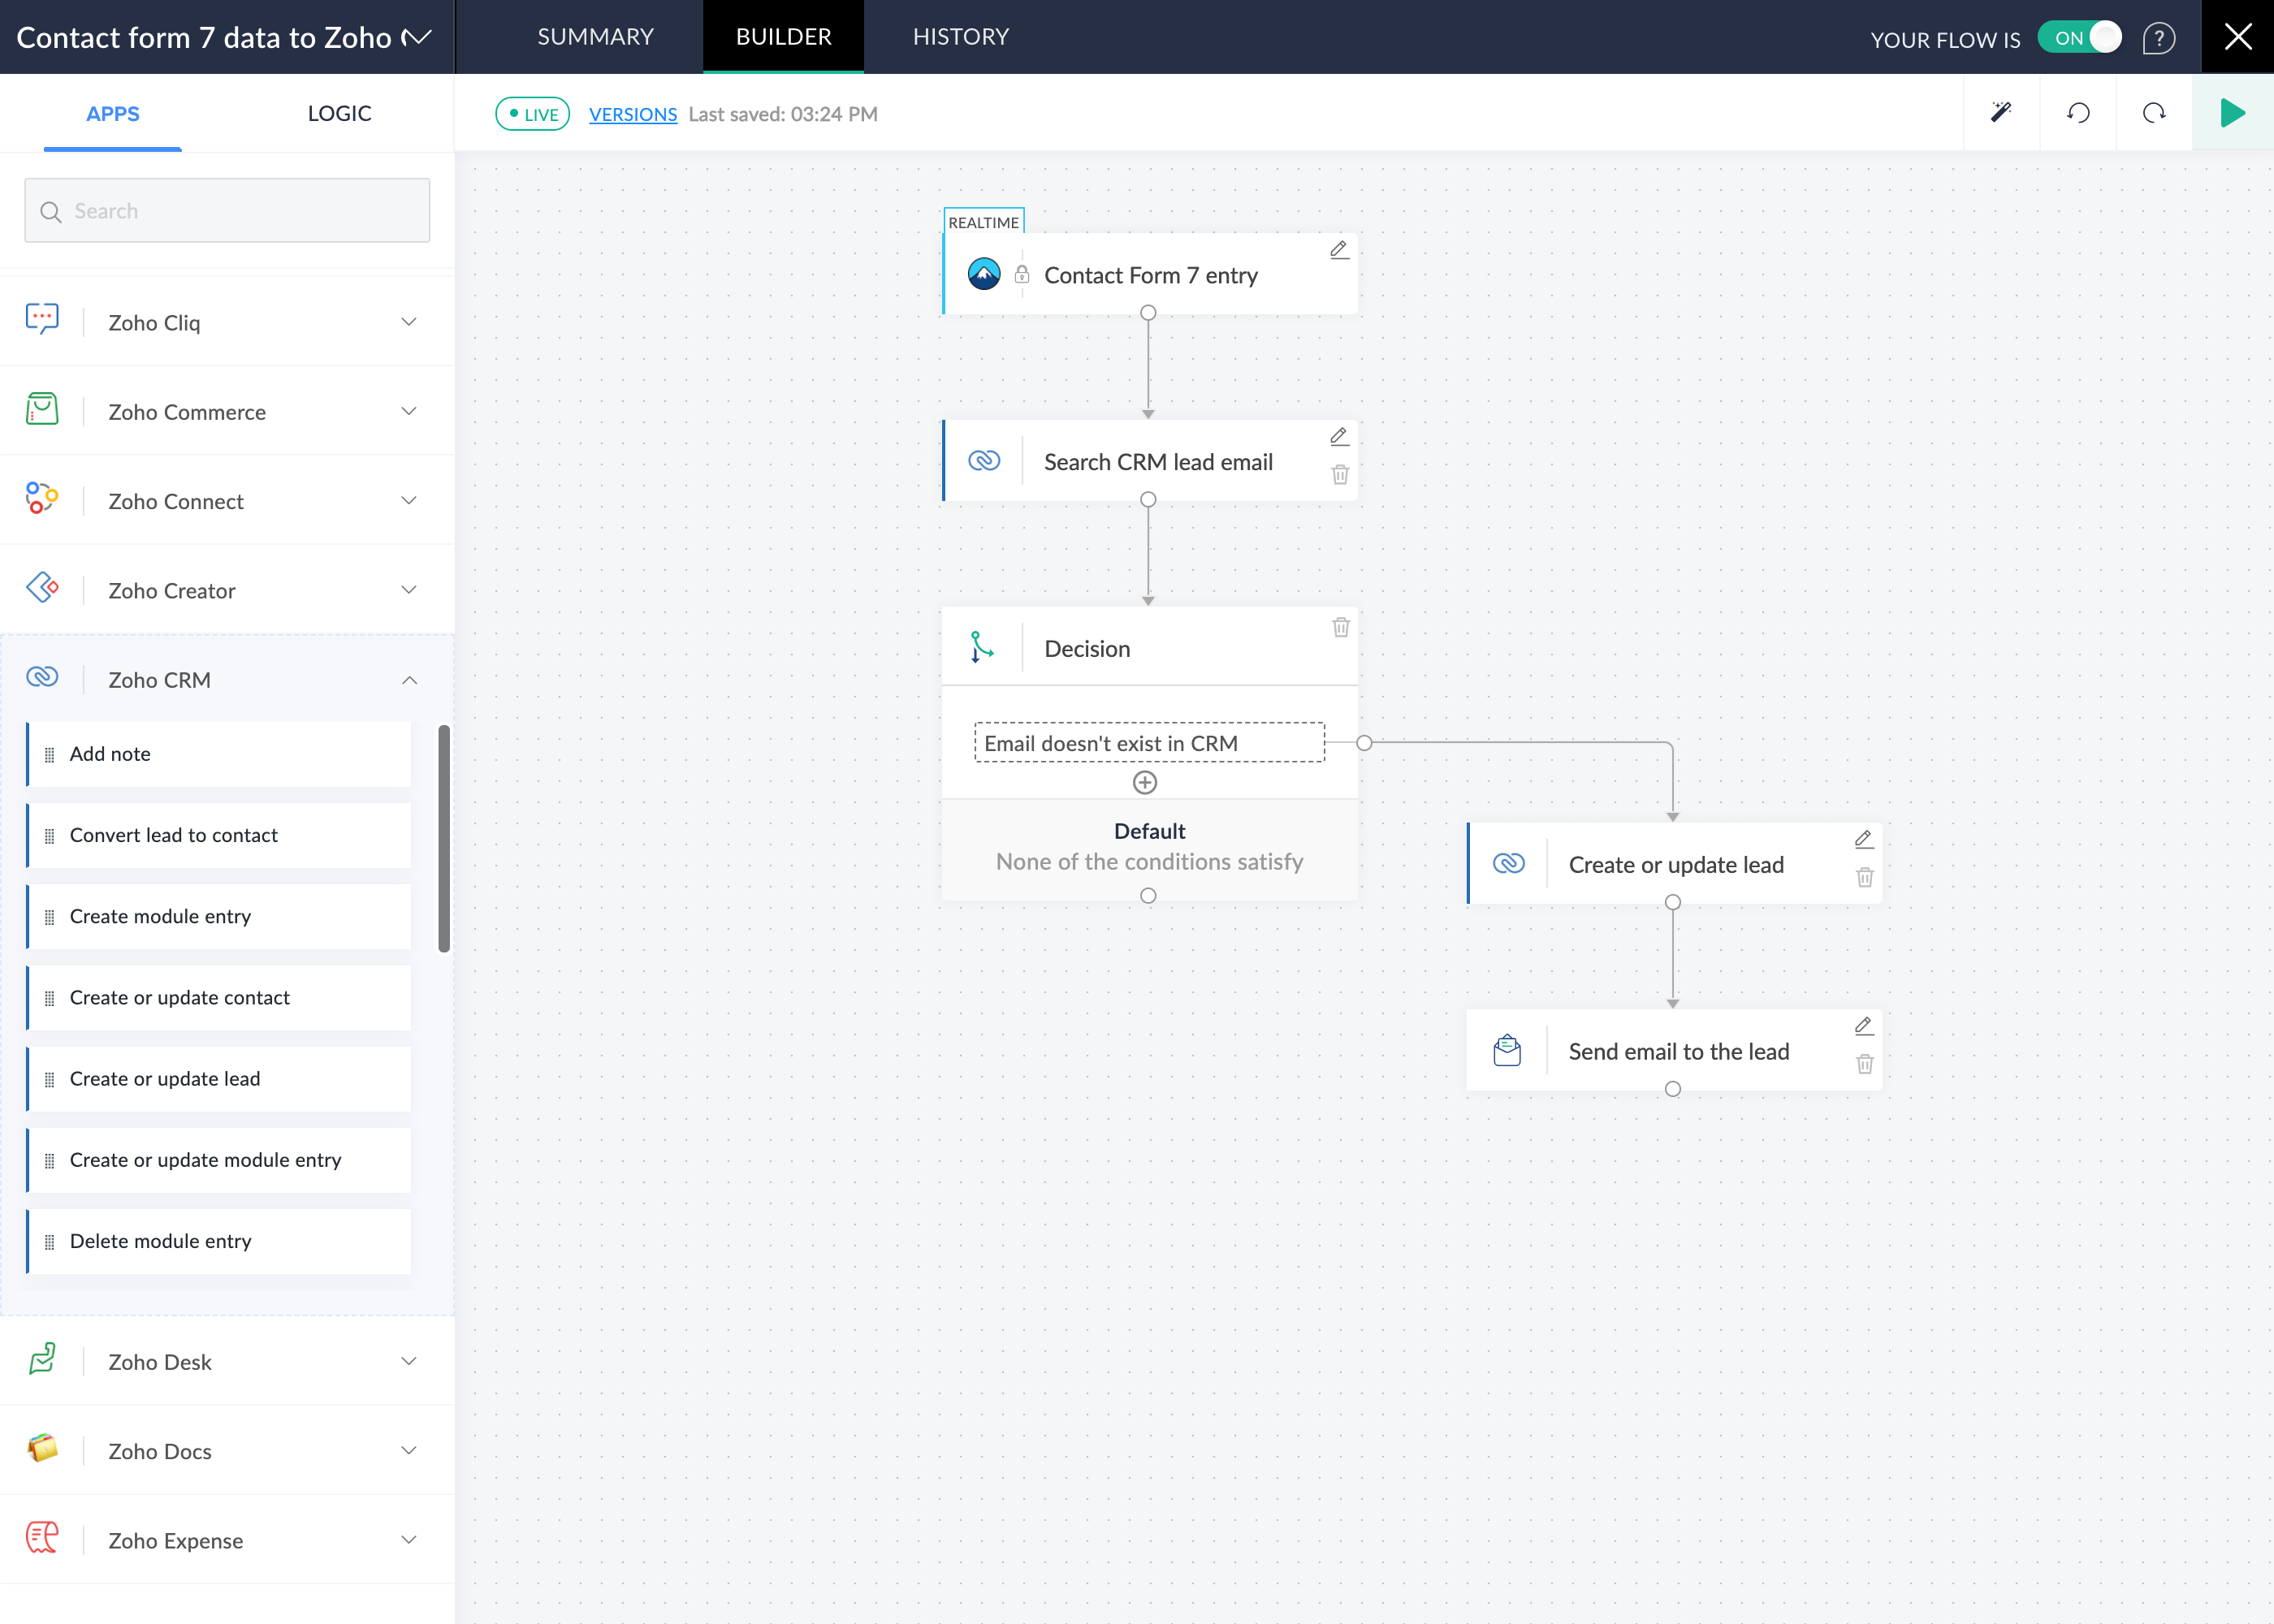 Contact form 7 data to Zoho (
SUMMARY
BUILDER
HISTORY
YOUR FLOW IS
ON
?
APPS
LOGIC
LIVE
VERSIONS
Last saved: 03:24 PM
Search
Zoho Cliq
Zoho Commerce
Zoho Connect
Zoho Creator
Zoho CRM
Add note
Convert lead to contact
Create module entry
Create or update contact
Create or update lead
Create or update module entry
Delete module entry
Zoho Desk
Zoho Docs
Zoho Expense
REALTIME
Contact Form 7 entry
Search CRM lead email
Decision
Email doesn't exist in CRM
Default
None of the conditions satisfy
Create or update lead
Send email to the lead